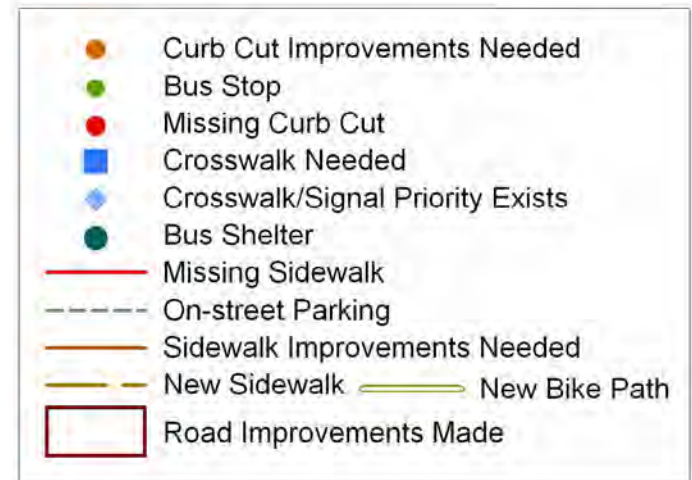 Curb Cut Improvements Needed
Bus Stop
Missing Curb Cut
Crosswalk Needed
Crosswalk/Signal Priority Exists
Bus Shelter
Missing Sidewalk
On-street Parking
Sidewalk Improvements Needed
New Sidewalk New Bike Path
Road Improvements Made